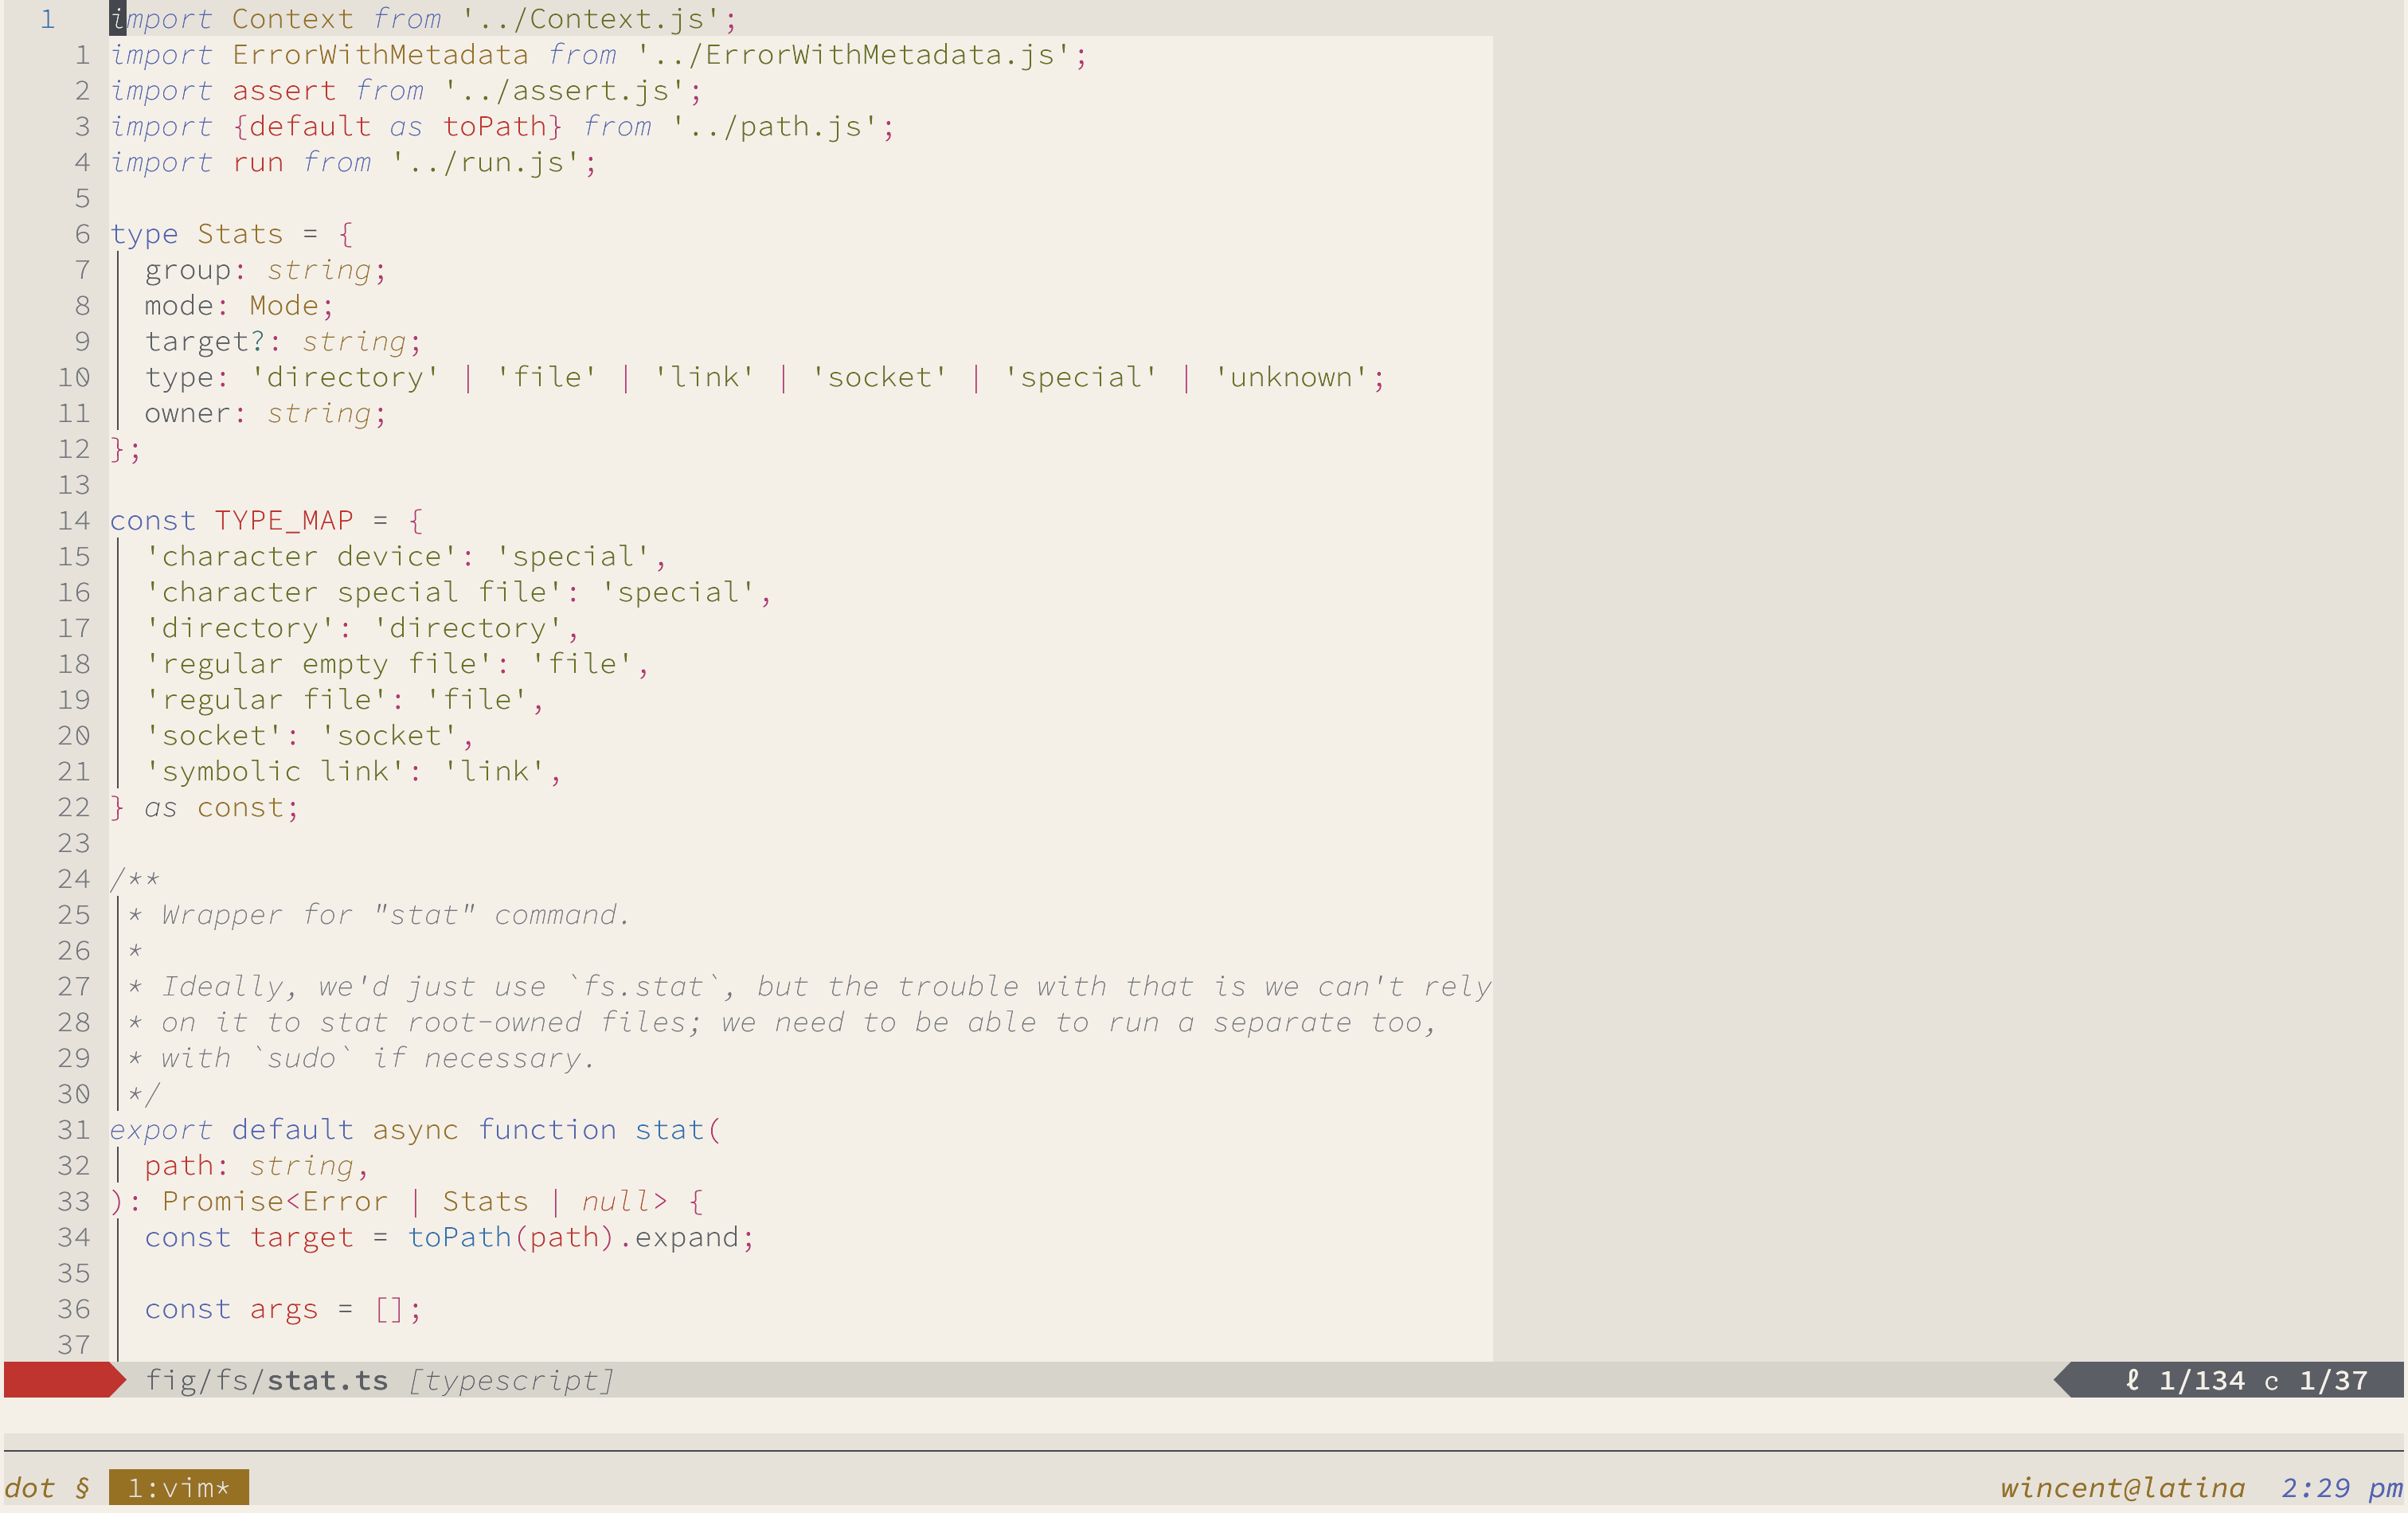 1 import Context from '../Context.js';
1 import ErrorWithMetadata from '../ErrorWithMetadata.js';
2 import assert from '../assert.js';
3 import {default as toPath} from '../path.js';
4 import run from '../run.js';
5
6 type Stats = {
7   group: string;
8   mode: Mode;
9   target?: string;
10   type: 'directory' | 'file' | 'link' | 'socket' | 'special' | 'unknown';
11   owner: string;
12 };
13
14 const TYPE_MAP = {
15   'character device': 'special',
16   'character special file': 'special',
17   'directory': 'directory',
18   'regular empty file': 'file',
19   'regular file': 'file',
20   'socket': 'socket',
21   'symbolic link': 'link',
22 } as const;
23
24 /**
25  * Wrapper for "stat" command.
26  *
27  * Ideally, we'd just use `fs.stat`, but the trouble with that is we can't rely
28  * on it to stat root-owned files; we need to be able to run a separate too,
29  * with `sudo` if necessary.
30  */
31 export default async function stat(
32   path: string,
33 ): Promise<Error | Stats | null> {
34   const target = toPath(path).expand;
35
36   const args = [];
37
fig/fs/stat.ts [typescript] ℓ 1/134 c 1/37
dot § 1:vim* wincent@latina 2:29 pm